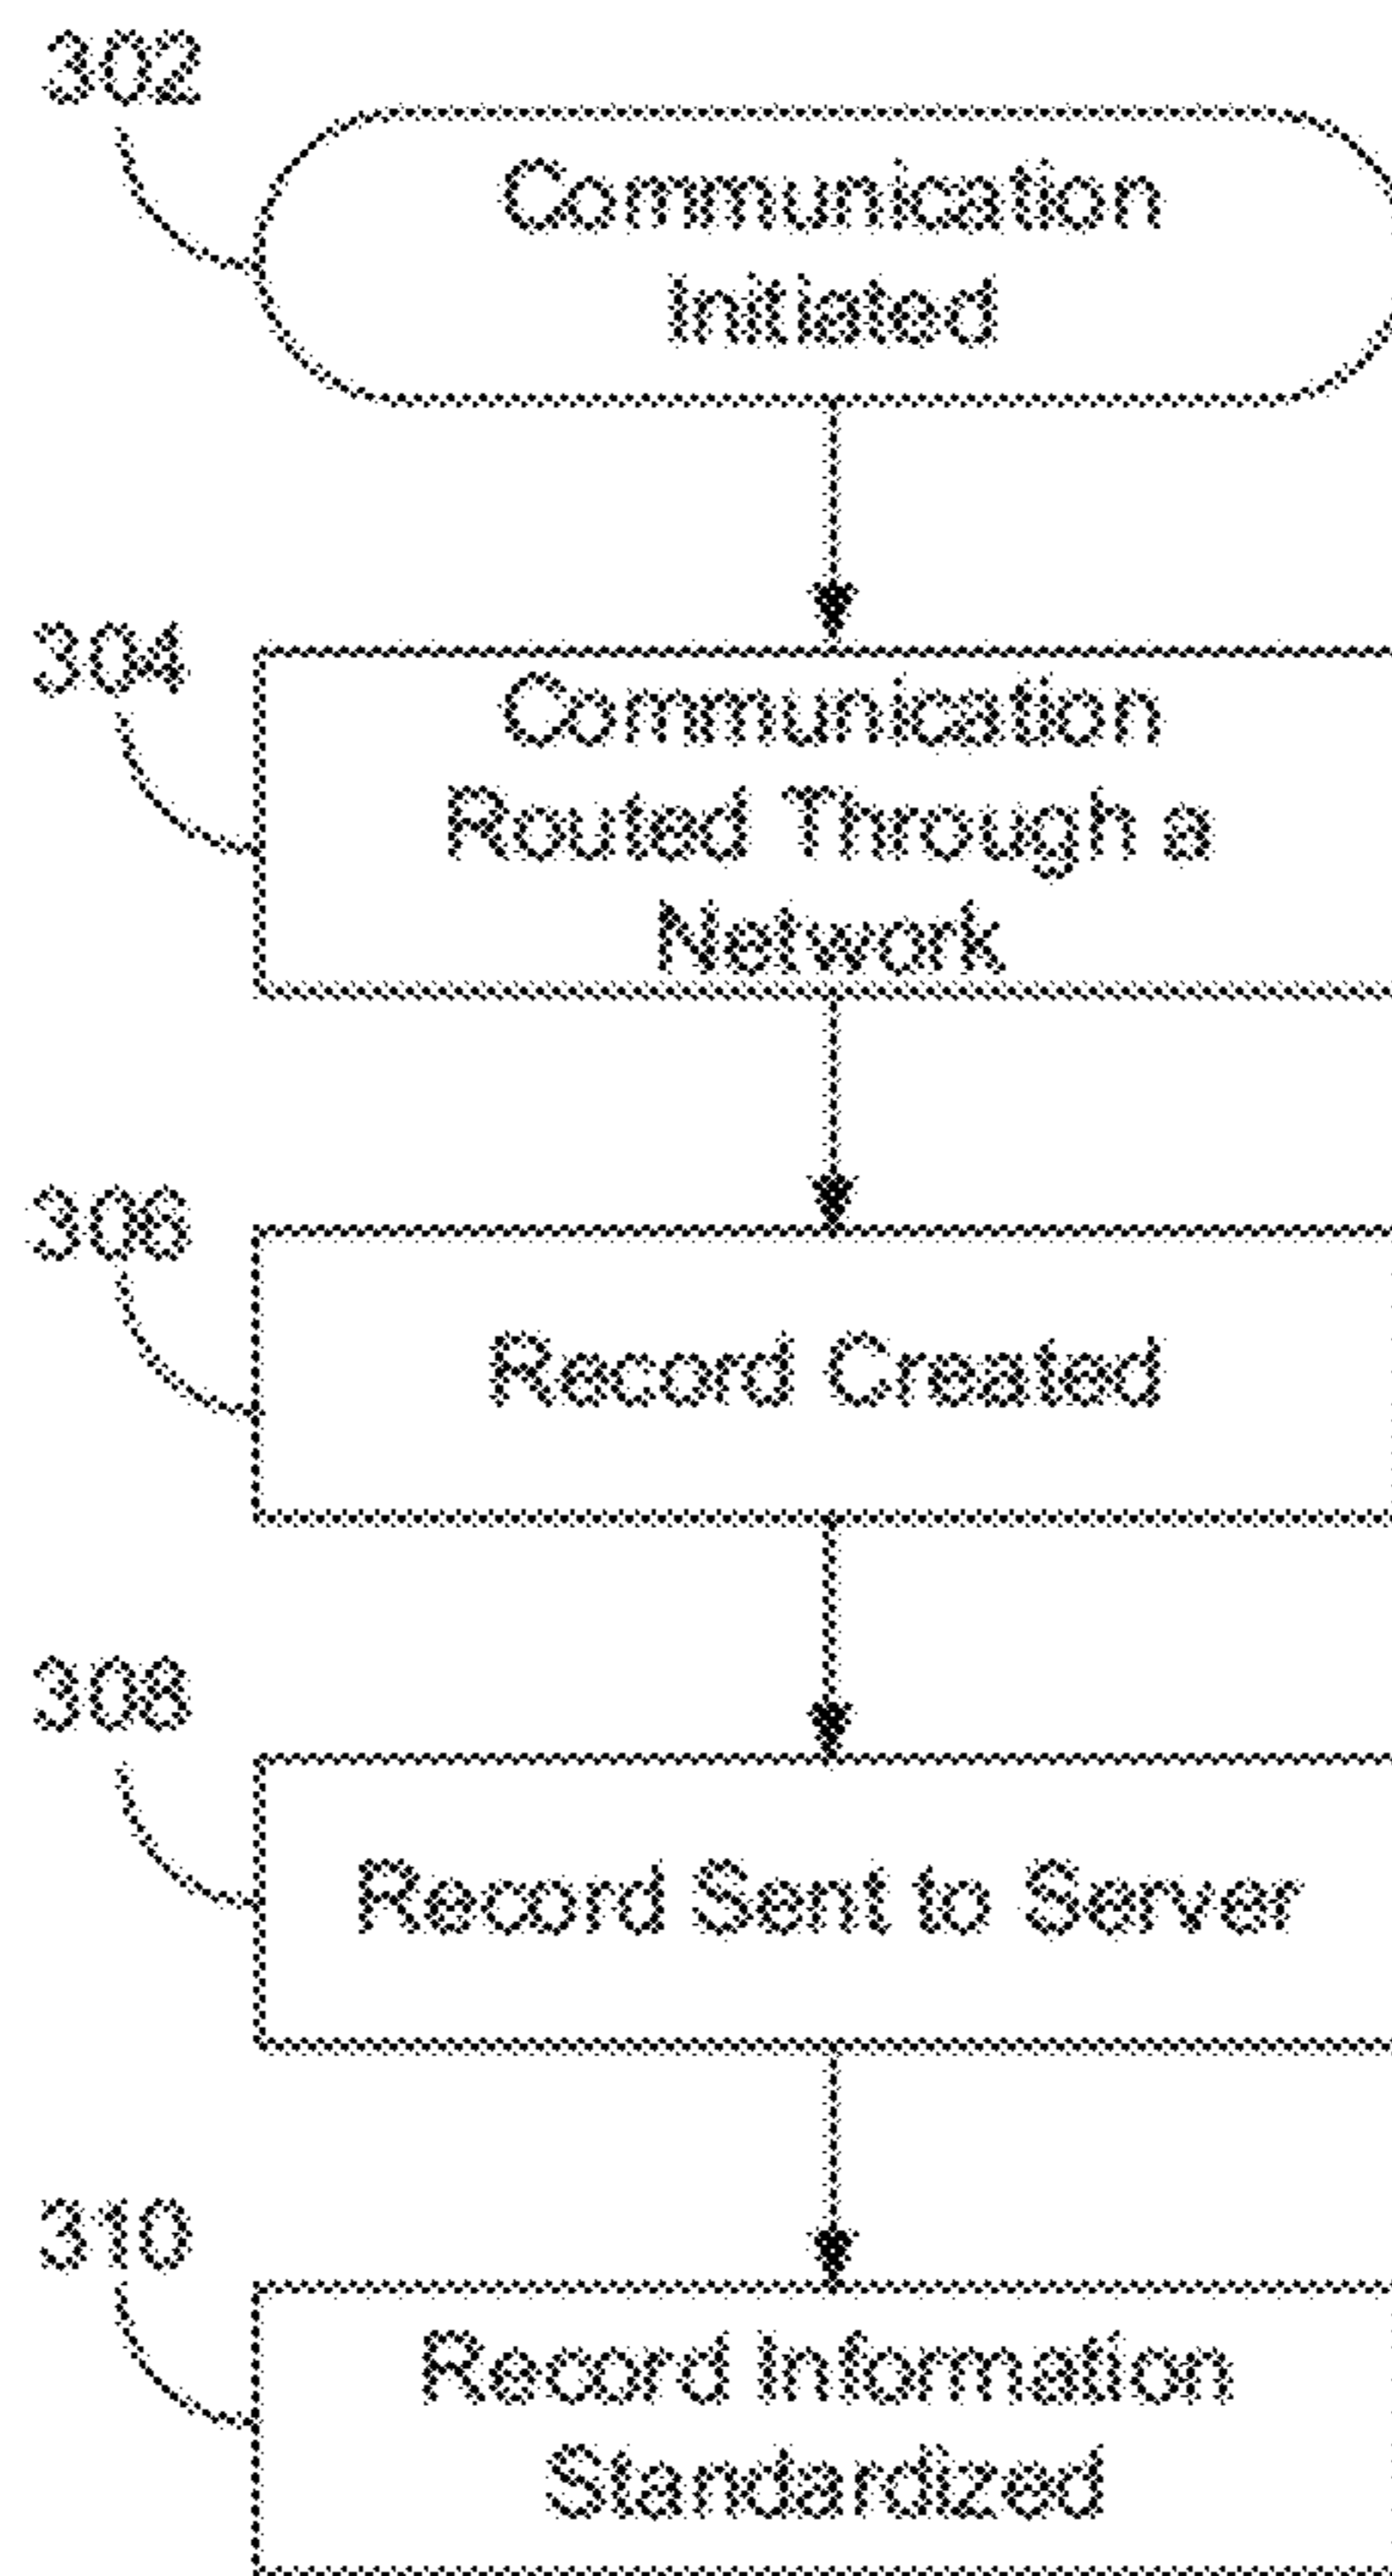 302
Communication
Initiated
304
Communication
Routed Through a
Network
306
Record Created
308
Record Sent to Server
310
Record Information
Standardized